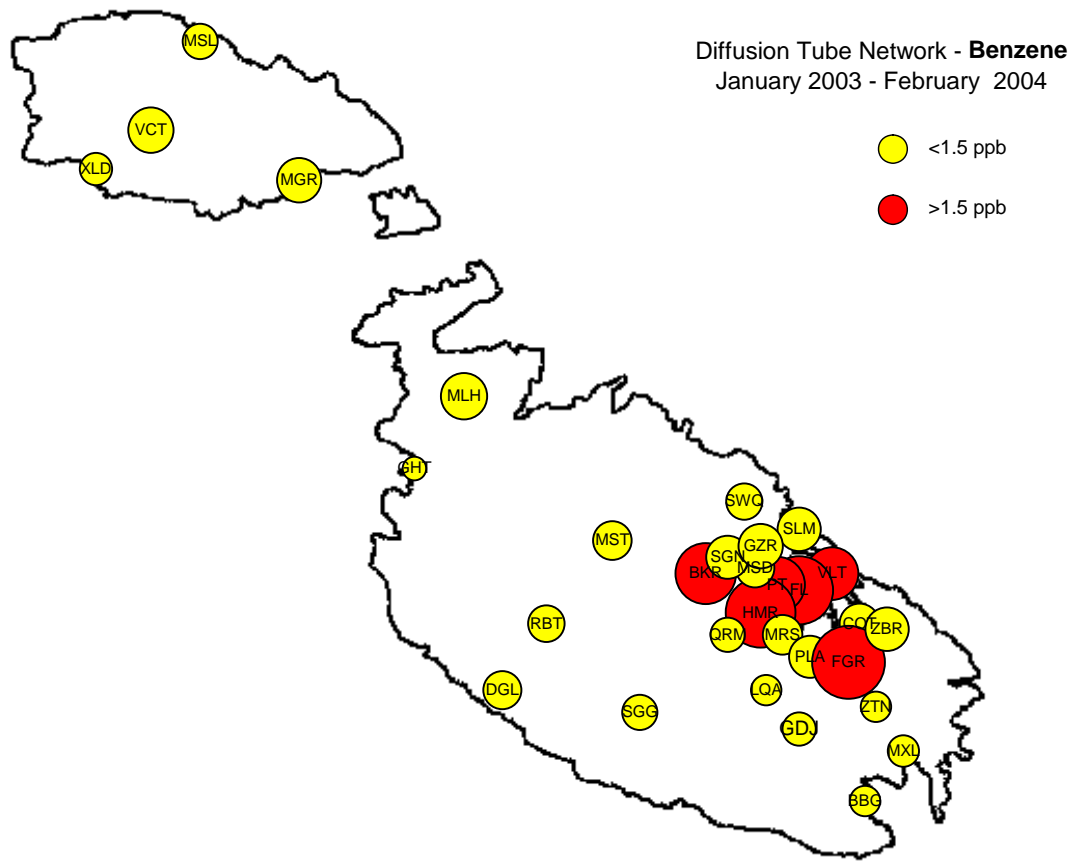 Diffusion Tube Network - Benzene
January 2003 - February 2004
<1.5 ppb
>1.5 ppb
MSL
VCT
XLD
MGR
MLH
GHT
SWQ
SLM
MST
GZR
SGN
MSD
BKR
VLT
PT
FL
HMR
COT
ZBR
RBT
QRM
MRS
PLA
FGR
DGL
LQA
ZTN
SGG
GDJ
MXL
BBG